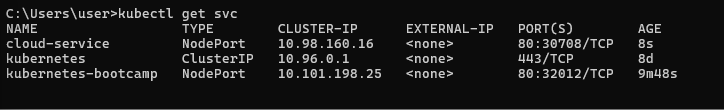 C:\Users\user>kubectl get svc
NAME                  TYPE        CLUSTER-IP      EXTERNAL-IP   PORT(S)        AGE
cloud-service         NodePort    10.98.160.16    <none>        80:30708/TCP   8s
kubernetes            ClusterIP   10.96.0.1       <none>        443/TCP        8d
kubernetes-bootcamp   NodePort    10.101.198.25   <none>        80:32012/TCP   9m48s